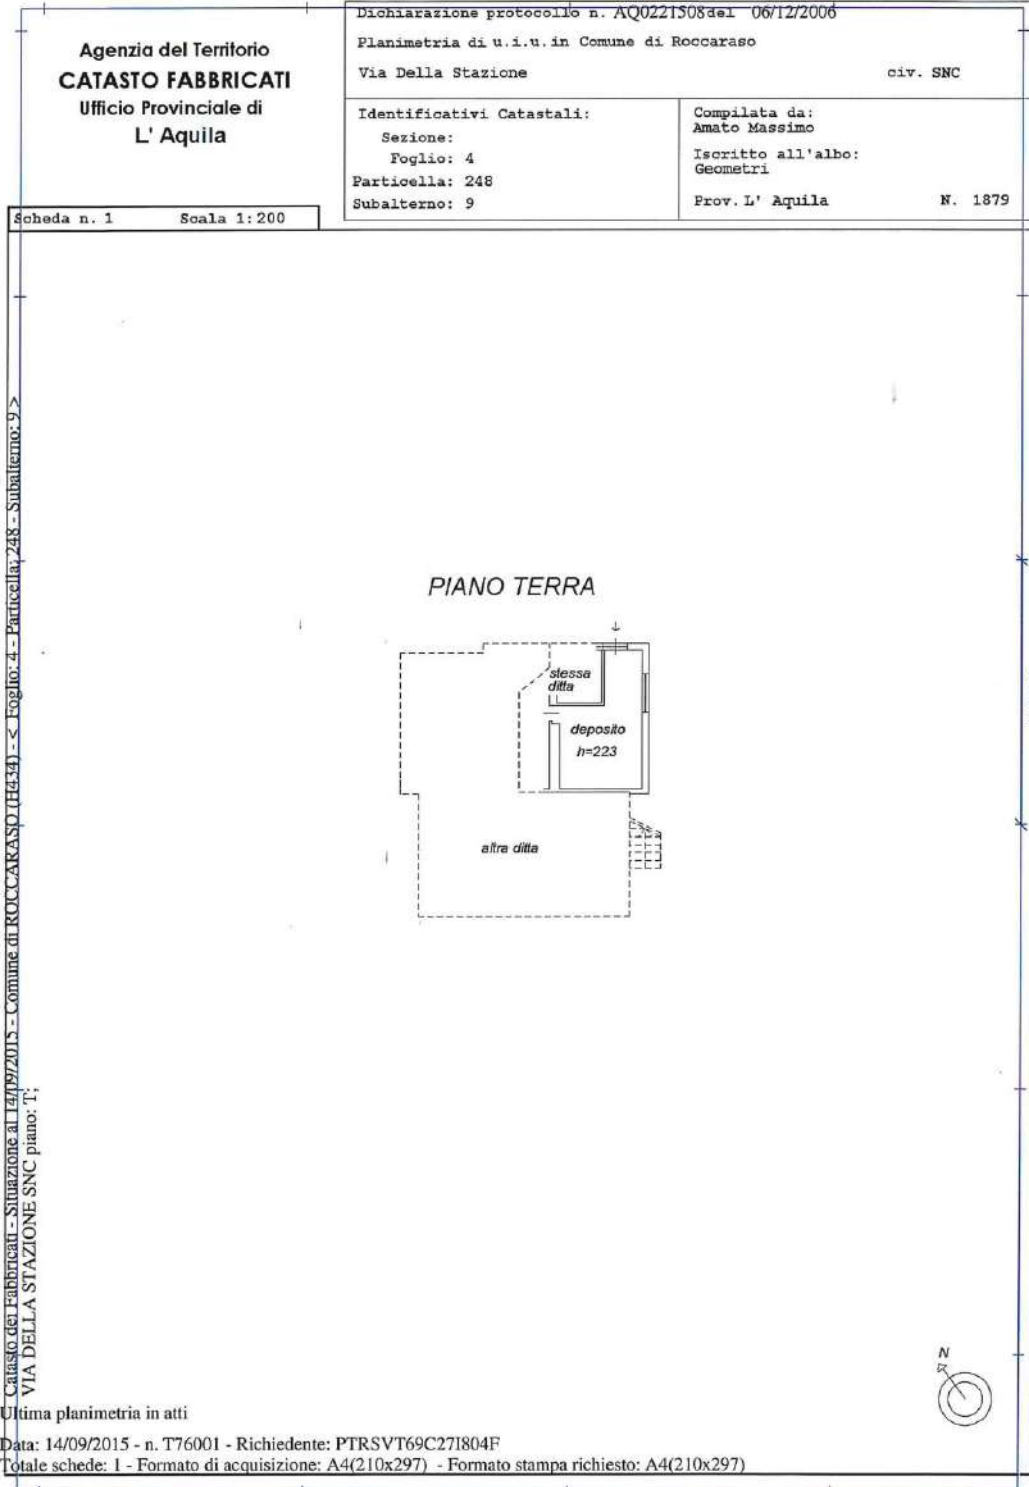 Agenzia del Territorio
CATASTO FABBRICATI
Ufficio Provinciale di
L' Aquila
Scheda n. 1 Scala 1:200
Dichiarazione protocollo n. AQ0221508del 06/12/2006
Planimetria di u.i.u. in Comune di Roccaraso
Via Della Stazione civ. SNC
Identificativi Catastali:
Sezione:
Foglio: 4
Particella: 248
Subalterno: 9
Compilata da:
Amato Massimo
Iscritto all'albo:
Geometri
Prov. L' Aquila N. 1879
PIANO TERRA
stessa
ditta
deposito
h=223
altra ditta
N
Catasto dei Fabbricati - Situazione al 14/09/2015 - Comune di ROCCARASO (H434) - < Foglio: 4 - Particella: 248 - Subalterno: 9 >
VIA DELLA STAZIONE SNC piano: T;
Ultima planimetria in atti
Data: 14/09/2015 - n. T76001 - Richiedente: PTRSVT69C27I804F
Totale schede: 1 - Formato di acquisizione: A4(210x297) - Formato stampa richiesto: A4(210x297)